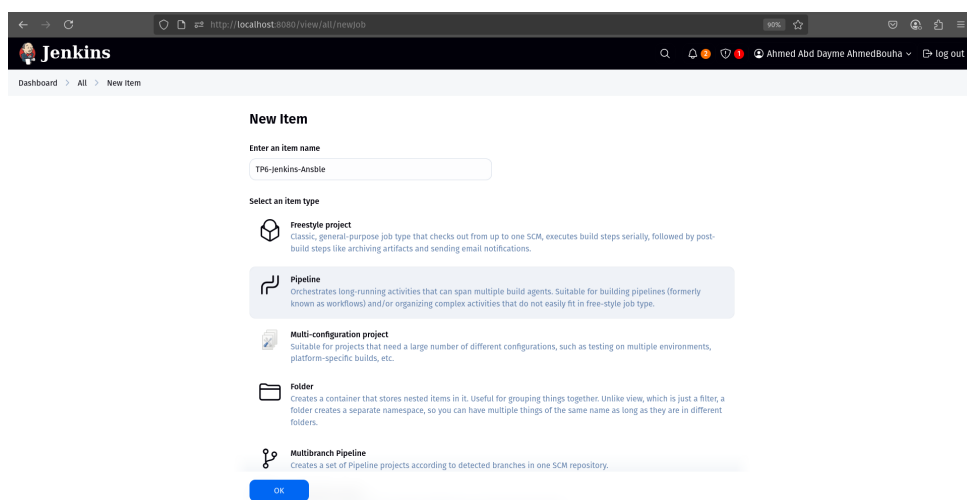 http://localhost:8080/view/all/newJob
90%
Jenkins
2
1
Ahmed Abd Dayme AhmedBouha
log out
Dashboard > All > New Item
New Item
Enter an item name
TP6-Jenkins-Ansble
Select an item type
Freestyle project
Classic, general-purpose job type that checks out from up to one SCM, executes build steps serially, followed by post-
build steps like archiving artifacts and sending email notifications.
Pipeline
Orchestrates long-running activities that can span multiple build agents. Suitable for building pipelines (formerly
known as workflows) and/or organizing complex activities that do not easily fit in free-style job type.
Multi-configuration project
Suitable for projects that need a large number of different configurations, such as testing on multiple environments,
platform-specific builds, etc.
Folder
Creates a container that stores nested items in it. Useful for grouping things together. Unlike view, which is just a filter, a
folder creates a separate namespace, so you can have multiple things of the same name as long as they are in different
folders.
Multibranch Pipeline
Creates a set of Pipeline projects according to detected branches in one SCM repository.
OK